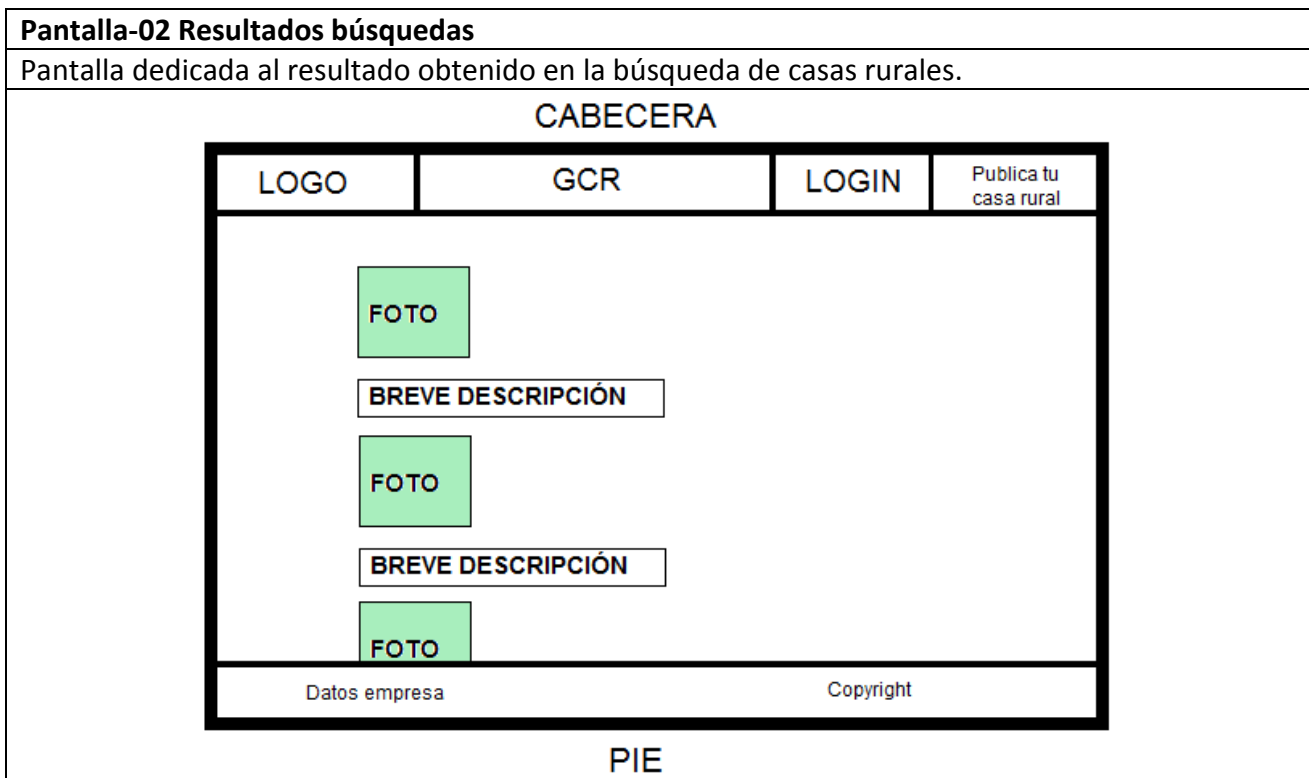 Pantalla-02 Resultados búsquedas
Pantalla dedicada al resultado obtenido en la búsqueda de casas rurales.
CABECERA
LOGO
GCR
LOGIN
Publica tu
casa rural
FOTO
BREVE DESCRIPCIÓN
FOTO
BREVE DESCRIPCIÓN
FOTO
Datos empresa
Copyright
PIE